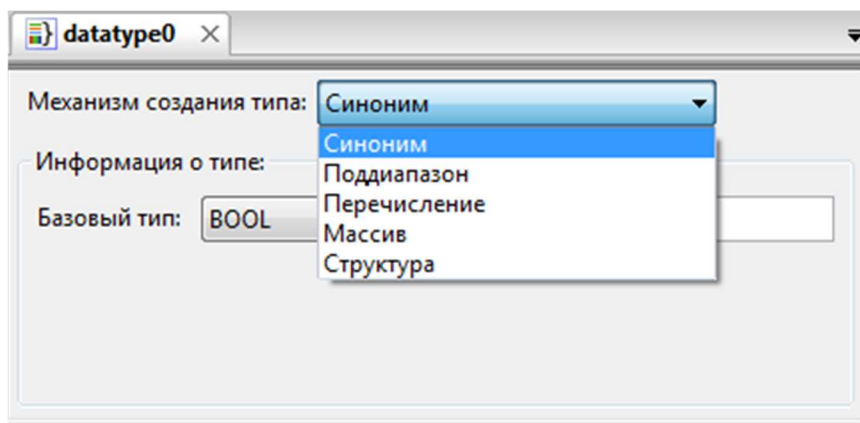 datatype0
Механизм создания типа: Синоним
Синоним
Информация о типе:
Поддиапазон
Перечисление
Базовый тип: BOOL
Массив
Структура